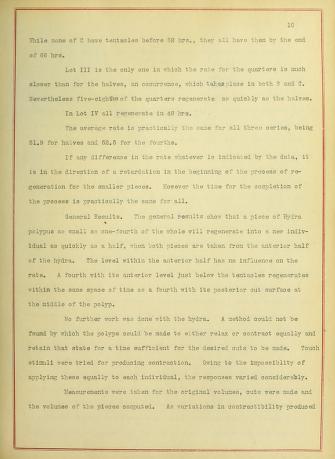 10
While none of C have tentacles before 52 hrs., they all have them by the end
of 66 hrs.
Lot III is the only one in which the rate for the quarters is much
slower than for the halves, an occurrence, which takes place in both B and C.
Nevertheless five-eighths of the quarters regenerate as quickly as the halves.
In Lot IV all regenerate in 48 hrs.
The average rate is practically the same for all three series, being
51.9 for halves and 52.5 for the fourths.
If any difference in the rate whatever is indicated by the data, it
is in the direction of a retardation in the beginning of the process of re-
generation for the smaller pieces. However the time for the completion of
the process is practically the same for all.
General Results. The general results show that a piece of Hydra
polypus as small as one-fourth of the whole will regenerate into a new indiv-
idual as quickly as a half, when both pieces are taken from the anterior half
of the hydra. The level within the anterior half has no influence on the
rate. A fourth with its anterior level just below the tentacles regenerates
within the same space of time as a fourth with its posterior cut surface at
the middle of the polyp.
No further work was done with the hydra. A method could not be
found by which the polyps could be made to either relax or contract equally and
retain that state for a time sufficient for the desired cuts to be made. Touch
stimuli were tried for producing contraction. Owing to the impossibility of
applying these equally to each individual, the responses varied considerably.
Measurements were taken for the original volumes, cuts were made and
the volumes of the pieces computed. As variations in contractibility produced